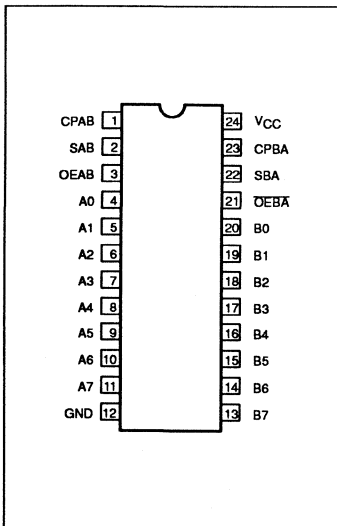 CPAB 1 24 VCC
SAB 2 23 CPBA
OEAB 3 22 SBA
A0 4 21 O̅E̅B̅A̅
A1 5 20 B0
A2 6 19 B1
A3 7 18 B2
A4 8 17 B3
A5 9 16 B4
A6 10 15 B5
A7 11 14 B6
GND 12 13 B7